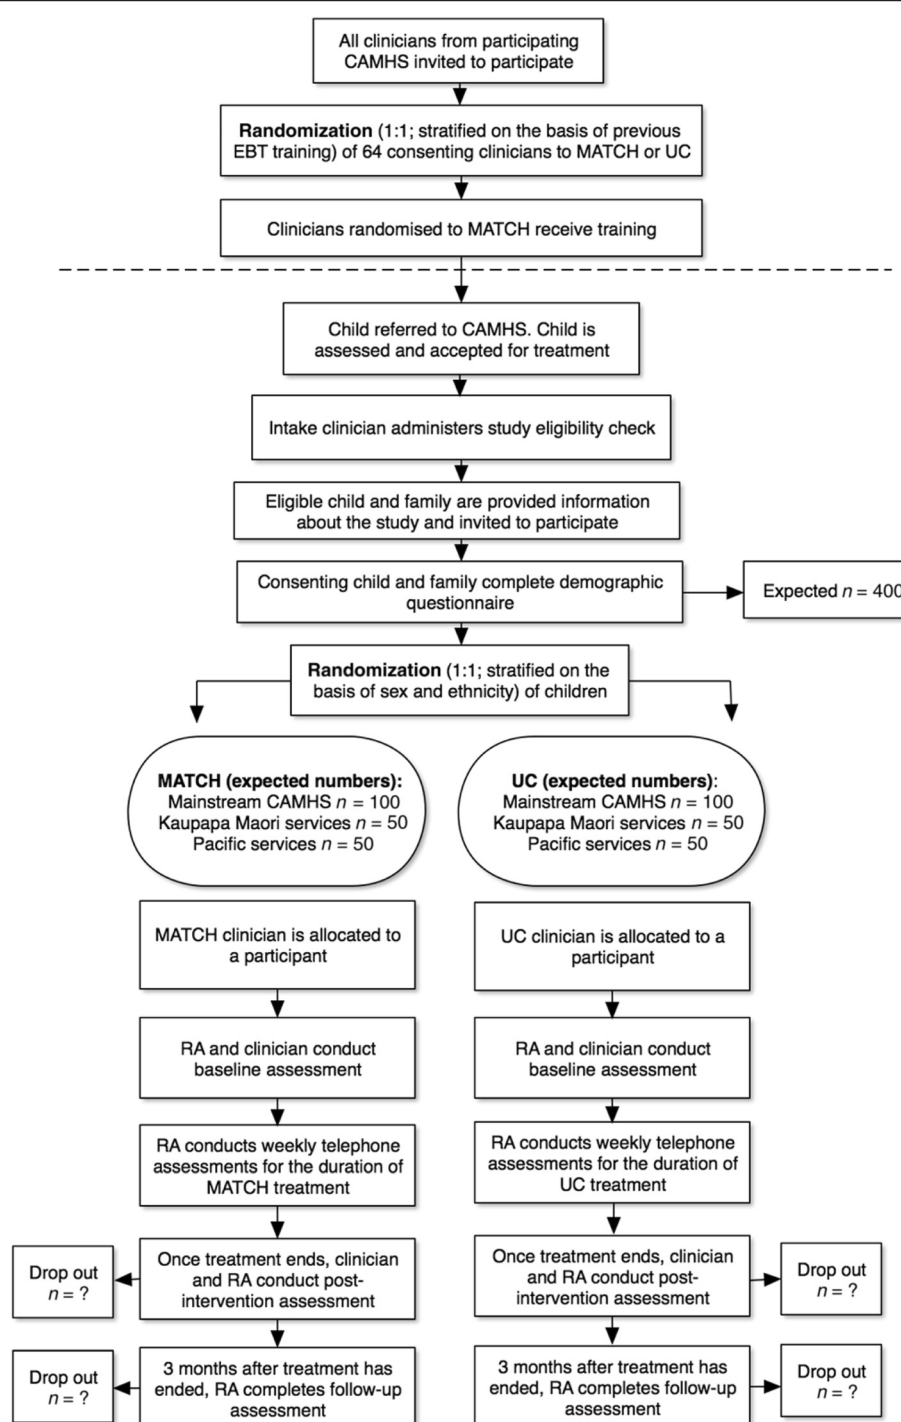 All clinicians from participating
CAMHS invited to participate
Randomization (1:1; stratified on the basis of previous
EBT training) of 64 consenting clinicians to MATCH or UC
Clinicians randomised to MATCH receive training
Child referred to CAMHS. Child is
assessed and accepted for treatment
Intake clinician administers study eligibility check
Eligible child and family are provided information
about the study and invited to participate
Consenting child and family complete demographic
questionnaire
Expected n = 400
Randomization (1:1; stratified on the
basis of sex and ethnicity) of children
MATCH (expected numbers):
Mainstream CAMHS n = 100
Kaupapa Maori services n = 50
Pacific services n = 50
UC (expected numbers):
Mainstream CAMHS n = 100
Kaupapa Maori services n = 50
Pacific services n = 50
MATCH clinician is allocated to
a participant
UC clinician is allocated to a
participant
RA and clinician conduct
baseline assessment
RA and clinician conduct
baseline assessment
RA conducts weekly telephone
assessments for the duration of
MATCH treatment
RA conducts weekly telephone
assessments for the duration of
UC treatment
Drop out
n = ?
Once treatment ends, clinician
and RA conduct post-
intervention assessment
Once treatment ends, clinician
and RA conduct post-
intervention assessment
Drop out
n = ?
Drop out
n = ?
3 months after treatment has
ended, RA completes follow-up
assessment
3 months after treatment has
ended, RA completes follow-up
assessment
Drop out
n = ?